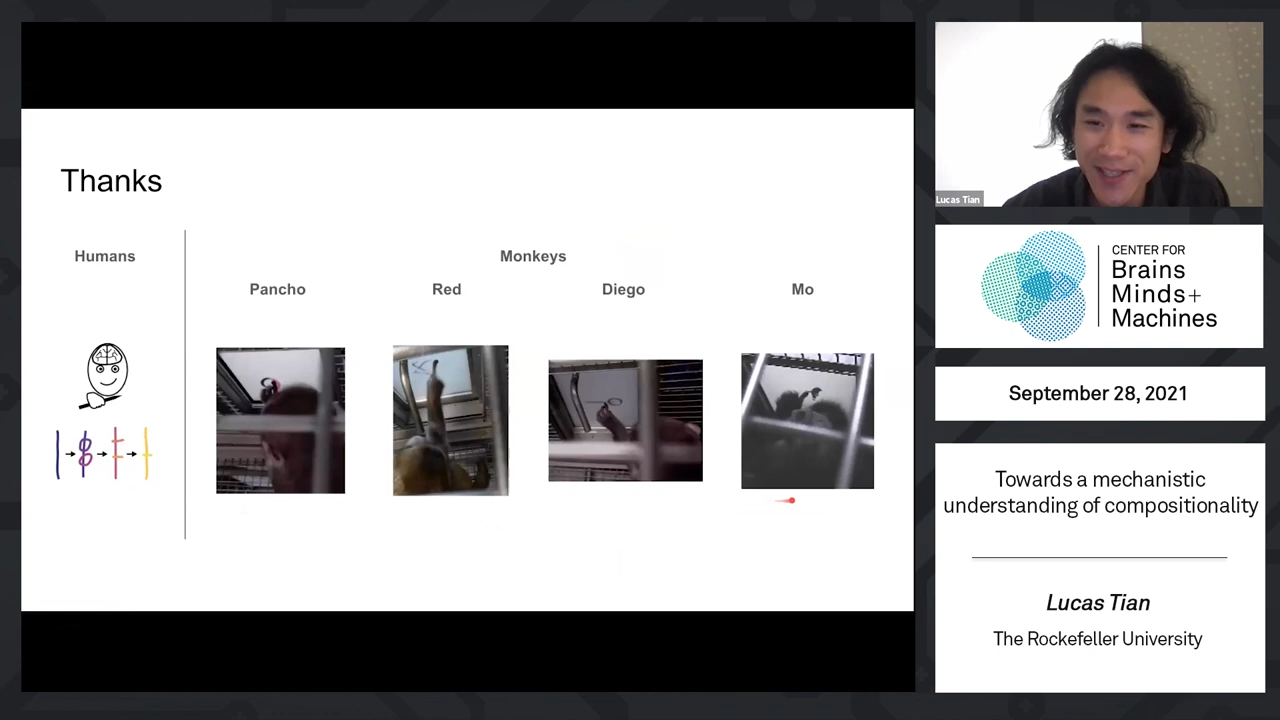 Thanks
Humans
Monkeys
Pancho
Red
Diego
Mo
Lucas Tian
CENTER FOR
Brains
Minds+
Machines
September 28, 2021
Towards a mechanistic
understanding of compositionality
Lucas Tian
The Rockefeller University